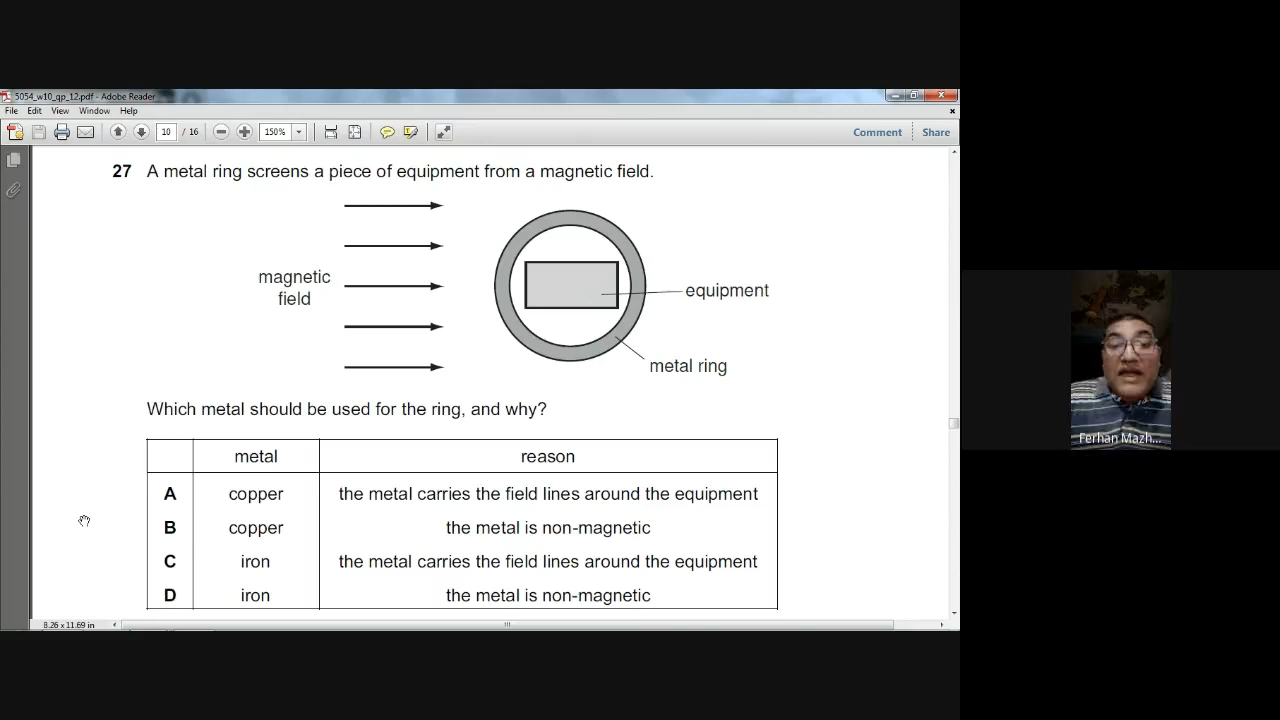 5054_w10_qp_12.pdf - Adobe Reader
File Edit View Window Help
10 / 16 150% Comment Share
27 A metal ring screens a piece of equipment from a magnetic field.
magnetic
field
equipment
metal ring
Which metal should be used for the ring, and why?
metal reason
A copper the metal carries the field lines around the equipment
B copper the metal is non-magnetic
C iron the metal carries the field lines around the equipment
D iron the metal is non-magnetic
8.26 x 11.69 in
Ferhan Mazh...